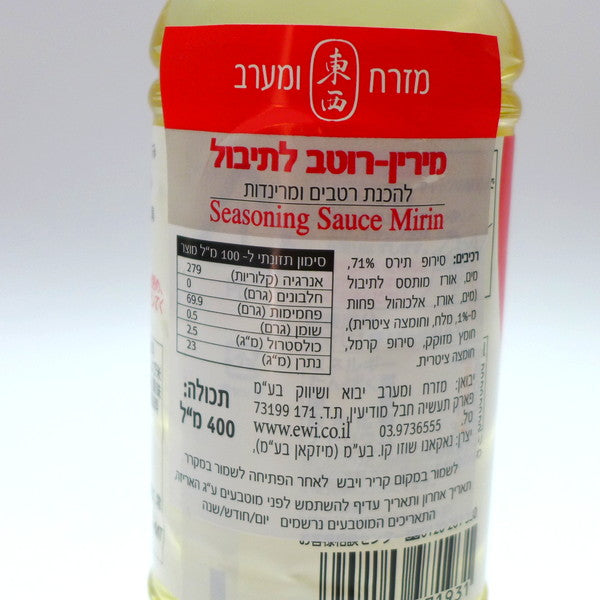 מזרח ומערב
東西
מירין-רוטב לתיבול
להכנת רטבים ומרינדות
Seasoning Sauce Mirin
סימון תזונתי ל- 100 מ"ל מוצר
אנרגיה (קלוריות) 279
חלבונים (גרם) 0
פחמימות (גרם) 69.9
שומן (גרם) 0.5
כולסטרול (מ"ג) 2.5
נתרן (מ"ג) 23
רכיבים: סירופ תירס 71%,
מים, אורז מותסס לתיבול
(מים, אורז, אלכוהול פחות
מ-1%, מלח, וחומצה ציטרית),
חומץ מזוקק, סירופ קרמל,
חומצה ציטרית.
תכולה:
400 מ"ל
יבואן: מזרח ומערב יבוא ושיווק בע"מ
פארק תעשיה חבל מודיעין, ת.ד. 171 73199
טל. 03.9736555 www.ewi.co.il
יצרן: נאקאנו שוזו קו. בע"מ (מיזקאן בע"מ),
לשמור במקום קריר ויבש לאחר הפתיחה לשמור במקרר
תאריך אחרון ותאריך עדיף להשתמש לפני מוטבעים ע"ג האריזה,
התאריכים המוטבעים נרשמים יום/חודש/שנה